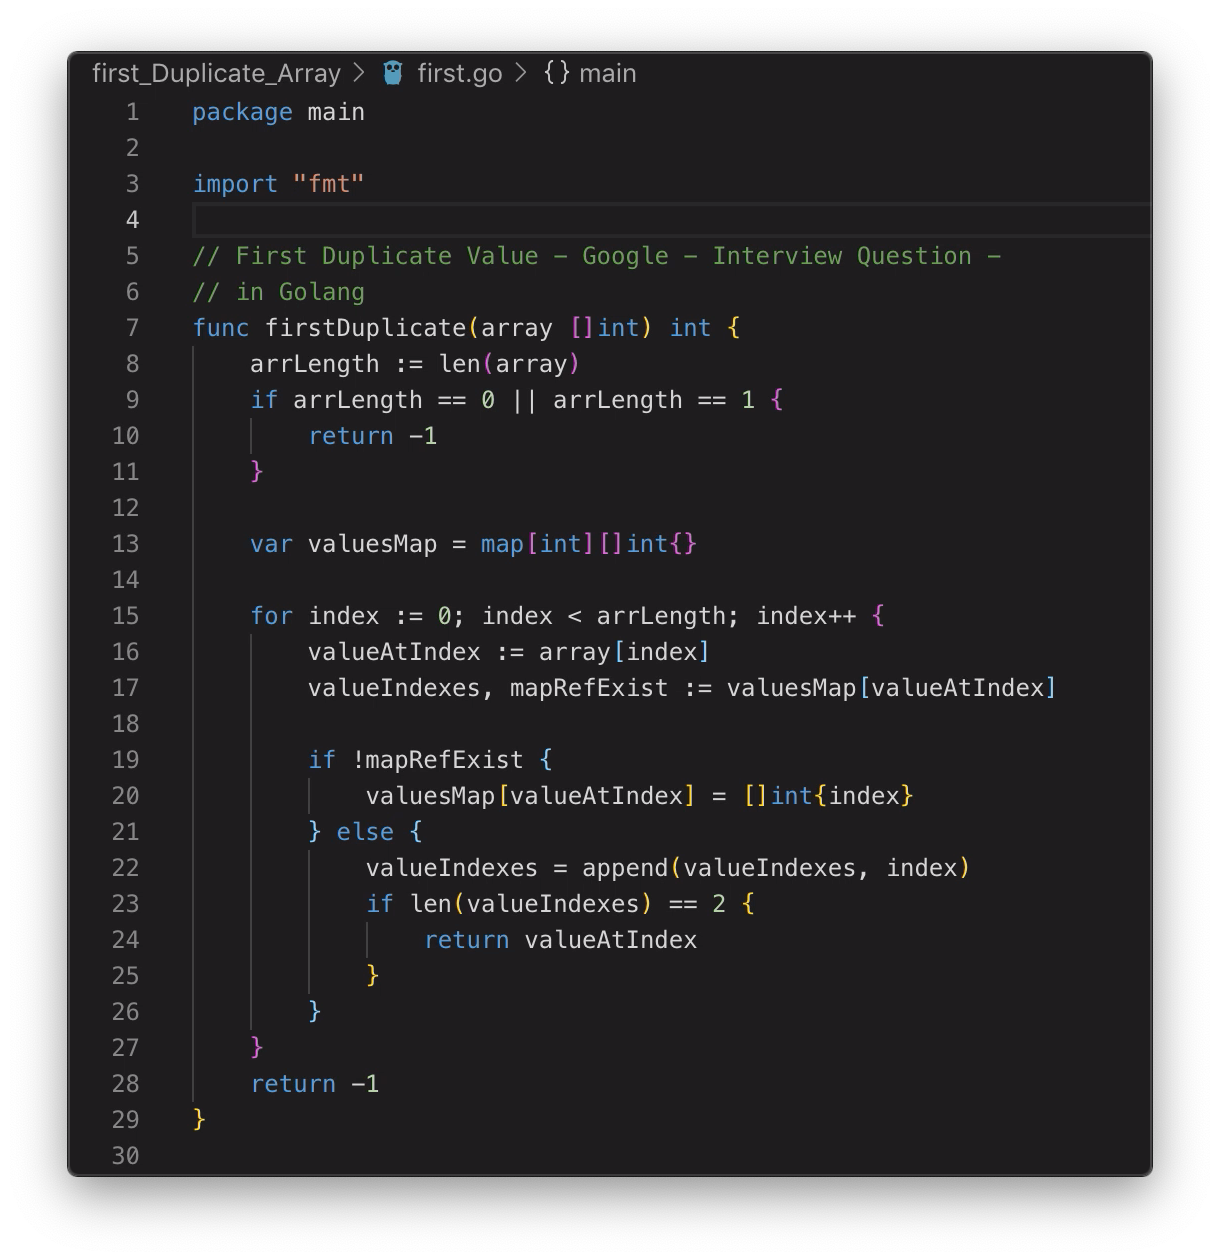 first_Duplicate_Array > first.go > {} main
1 package main
2
3 import "fmt"
4
5 // First Duplicate Value - Google - Interview Question -
6 // in Golang
7 func firstDuplicate(array []int) int {
8     arrLength := len(array)
9     if arrLength == 0 || arrLength == 1 {
10         return -1
11     }
12
13     var valuesMap = map[int][]int{}
14
15     for index := 0; index < arrLength; index++ {
16         valueAtIndex := array[index]
17         valueIndexes, mapRefExist := valuesMap[valueAtIndex]
18
19         if !mapRefExist {
20             valuesMap[valueAtIndex] = []int{index}
21         } else {
22             valueIndexes = append(valueIndexes, index)
23             if len(valueIndexes) == 2 {
24                 return valueAtIndex
25             }
26         }
27     }
28     return -1
29 }
30